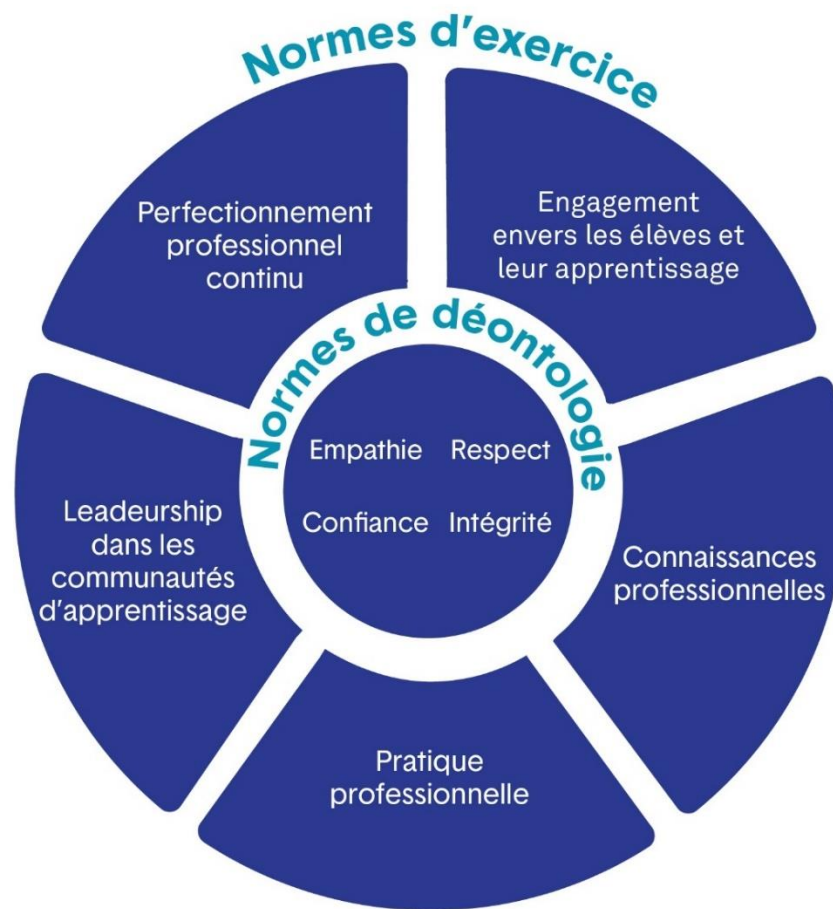 Normes d'exercice
Perfectionnement
professionnel
continu
Engagement
envers les élèves et
leur apprentissage
Normes de déontologie
Empathie Respect
Confiance Intégrité
Leadeurship
dans les
communautés
d'apprentissage
Connaissances
professionnelles
Pratique
professionnelle